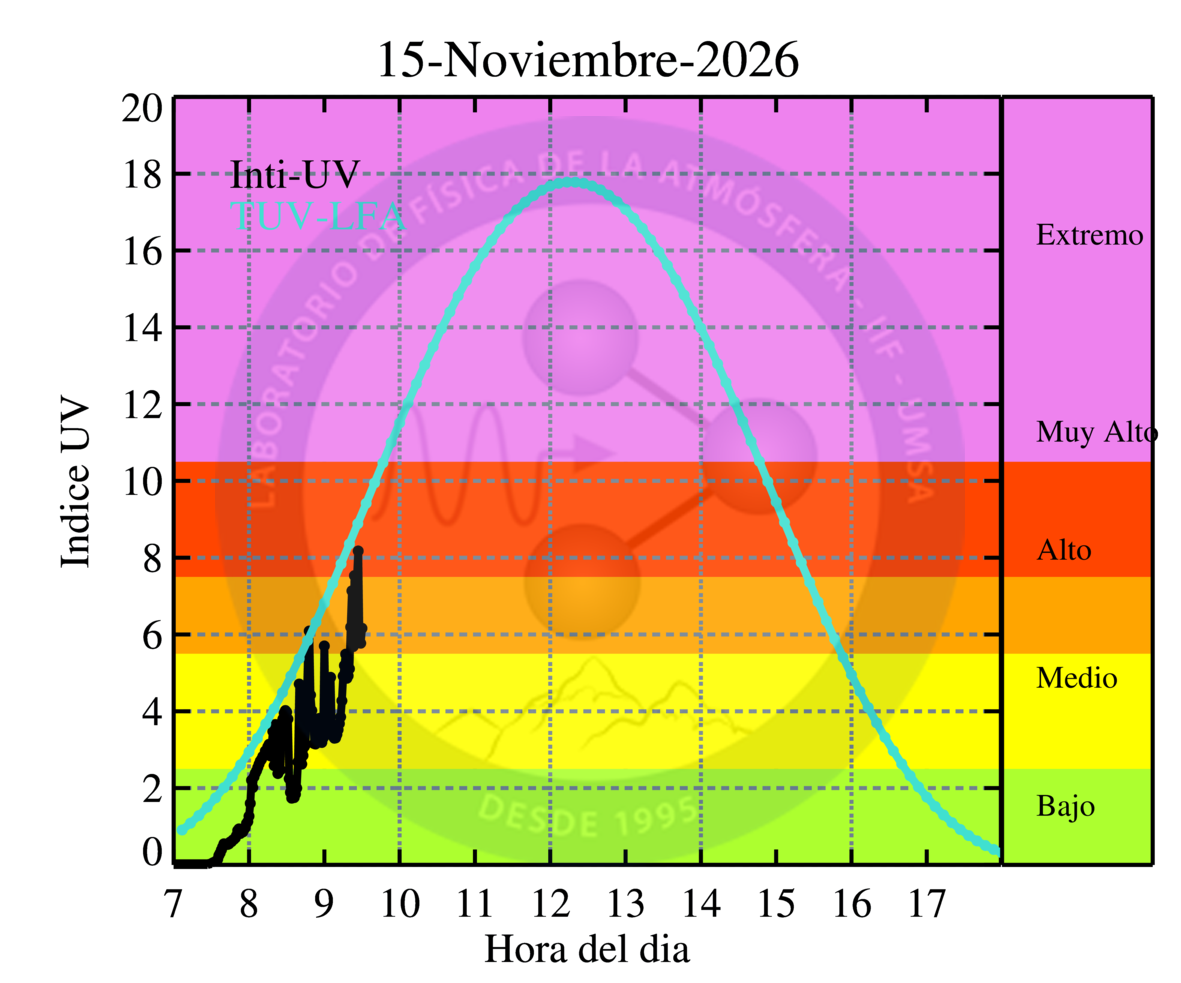 15-Noviembre-2026
Indice UV
20
18
16
14
12
10
8
6
4
2
0
Inti-UV
TUV-LFA
LABORATORIO DE FÍSICA DE LA ATMÓSFERA - IIF - UMSA
DESDE 1995
Extremo
Muy Alto
Alto
Medio
Bajo
7 8 9 10 11 12 13 14 15 16 17
Hora del dia